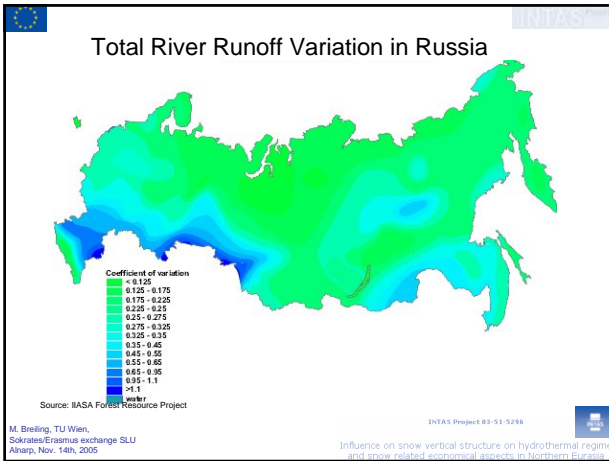 INTAS
Total River Runoff Variation in Russia
Coefficient of variation
< 0.125
0.125 - 0.175
0.175 - 0.225
0.225 - 0.25
0.25 - 0.275
0.275 - 0.325
0.325 - 0.35
0.35 - 0.45
0.45 - 0.55
0.55 - 0.65
0.65 - 0.95
0.95 - 1.1
>1.1
water
Source: IIASA Forest Resource Project
M. Breiling, TU Wien,
Sokrates/Erasmus exchange SLU
Alnarp, Nov. 14th, 2005
INTAS Project 03-51-5296
INTAS
Influence on snow vertical structure on hydrothermal regime
and snow related economical aspects in Northern Eurasia